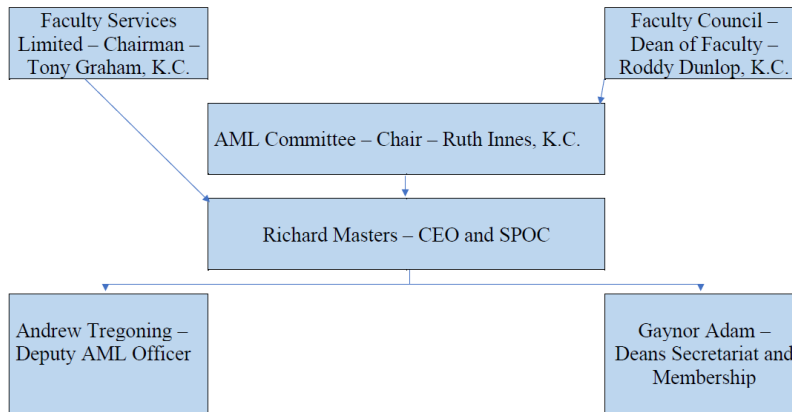 Faculty Services
Limited – Chairman –
Tony Graham, K.C.
Faculty Council –
Dean of Faculty –
Roddy Dunlop, K.C.
AML Committee – Chair – Ruth Innes, K.C.
Richard Masters – CEO and SPOC
Andrew Tregoning –
Deputy AML Officer
Gaynor Adam –
Deans Secretariat and
Membership